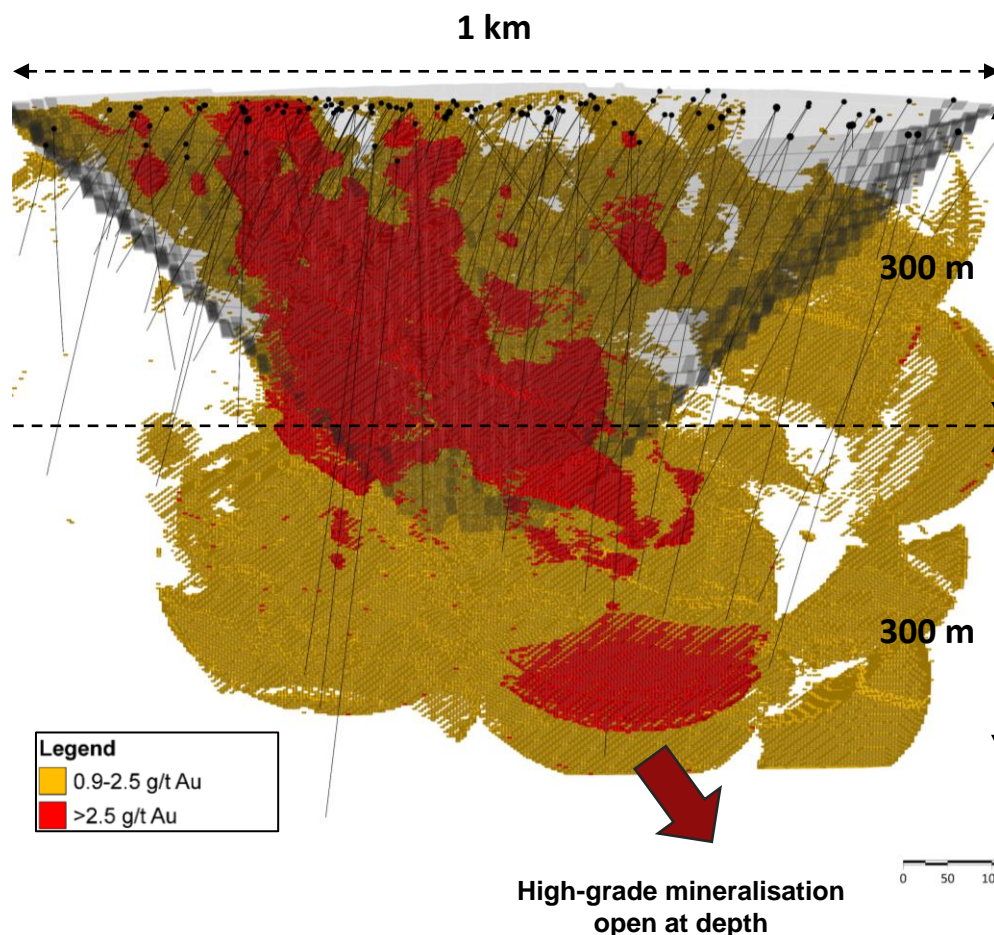 1 km
300 m
300 m
Legend
0.9-2.5 g/t Au
>2.5 g/t Au
High-grade mineralisation
open at depth
0 50